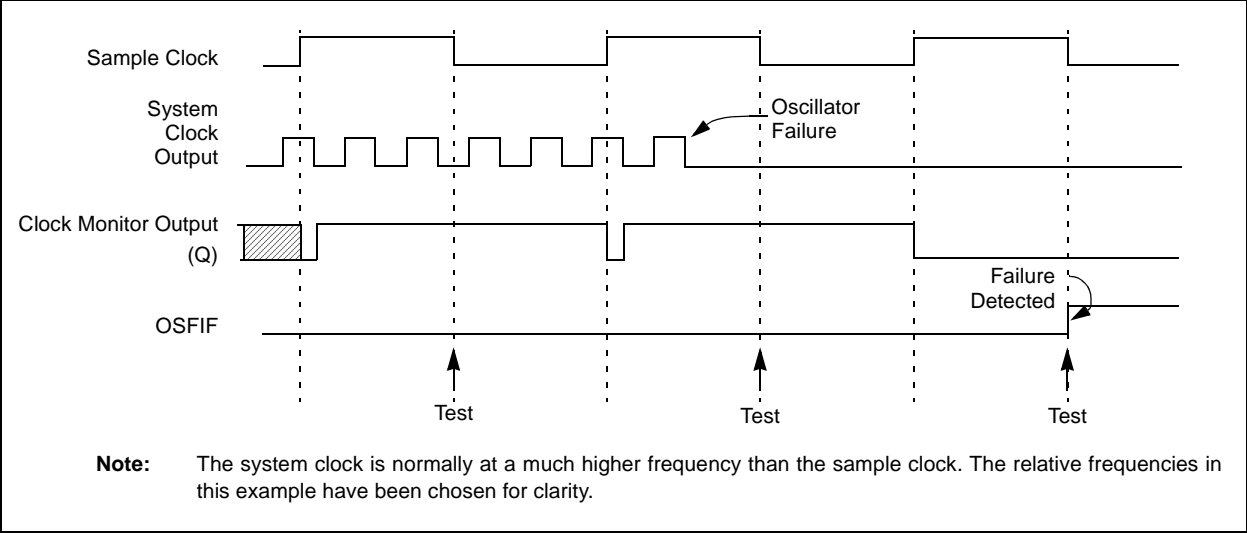 Sample Clock
System
Clock
Output
Oscillator
Failure
Clock Monitor Output
(Q)
Failure
Detected
OSFIF
Test
Test
Test
Note: The system clock is normally at a much higher frequency than the sample clock. The relative frequencies in
this example have been chosen for clarity.